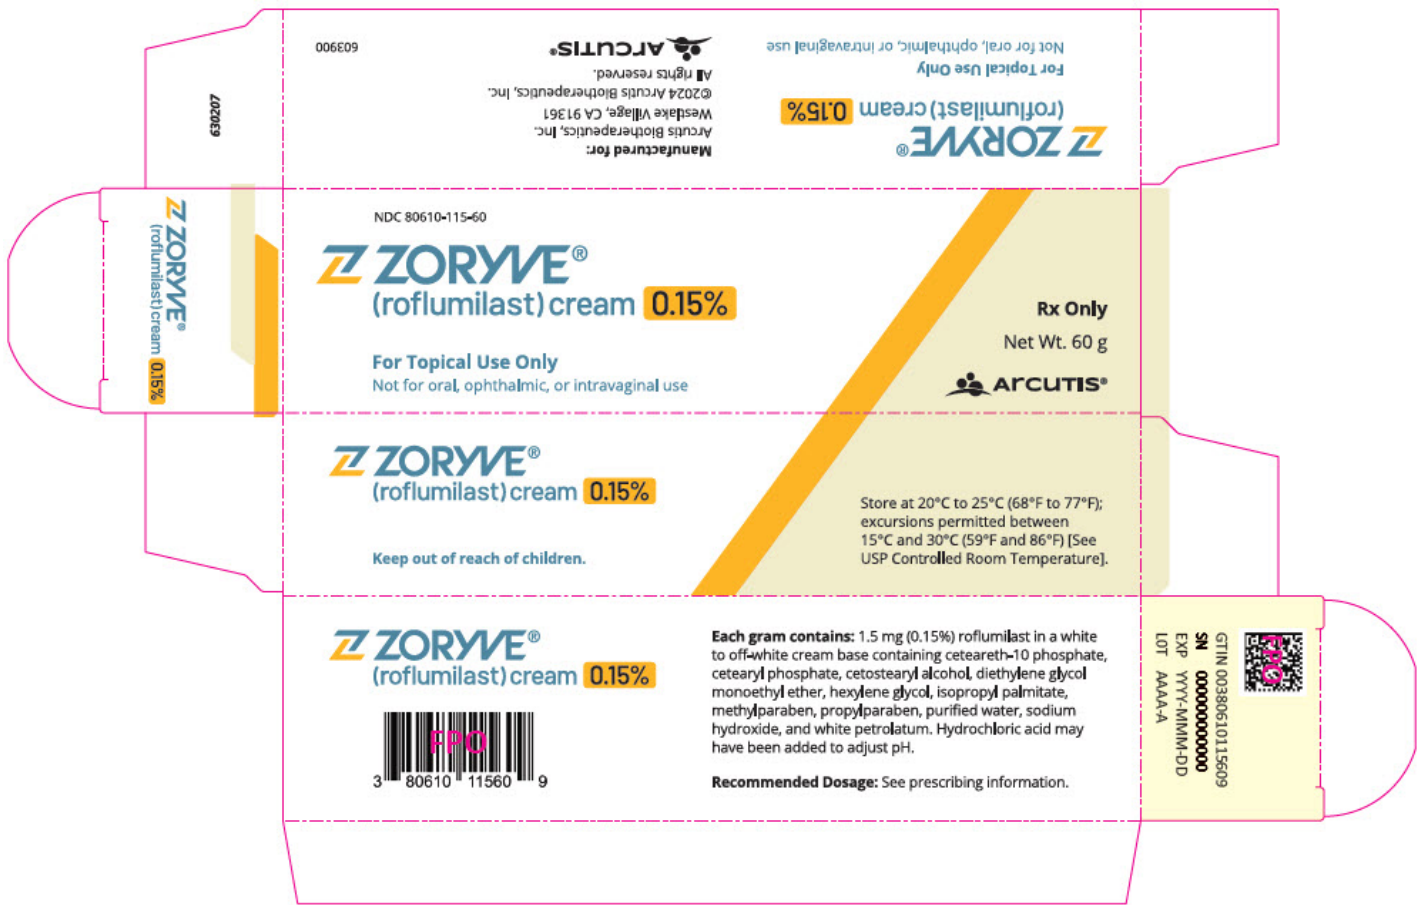 603900
ARCUTIS®
All rights reserved.
©2024 Arcutis Biotherapeutics, Inc.
Westlake Village, CA 91361
Arcutis Biotherapeutics, Inc.
Manufactured for:
Not for oral, ophthalmic, or intravaginal use
For Topical Use Only
(roflumilast) cream 0.15%
ZORYVE®
630207
ZORYVE®
(roflumilast) cream 0.15%
NDC 80610-115-60
ZORYVE®
(roflumilast) cream 0.15%
For Topical Use Only
Not for oral, ophthalmic, or intravaginal use
Rx Only
Net Wt. 60 g
ARCUTIS®
ZORYVE®
(roflumilast) cream 0.15%
Keep out of reach of children.
Store at 20°C to 25°C (68°F to 77°F);
excursions permitted between
15°C and 30°C (59°F and 86°F) [See
USP Controlled Room Temperature].
ZORYVE®
(roflumilast) cream 0.15%
FPO
3 80610 11560 9
Each gram contains: 1.5 mg (0.15%) roflumilast in a white
to off-white cream base containing ceteareth-10 phosphate,
cetearyl phosphate, cetostearyl alcohol, diethylene glycol
monoethyl ether, hexylene glycol, isopropyl palmitate,
methylparaben, propylparaben, purified water, sodium
hydroxide, and white petrolatum. Hydrochloric acid may
have been added to adjust pH.
Recommended Dosage: See prescribing information.
FPO
GTIN 00380610115609
SN 000000000000
EXP YYYY-MMM-DD
LOT AAAA-A